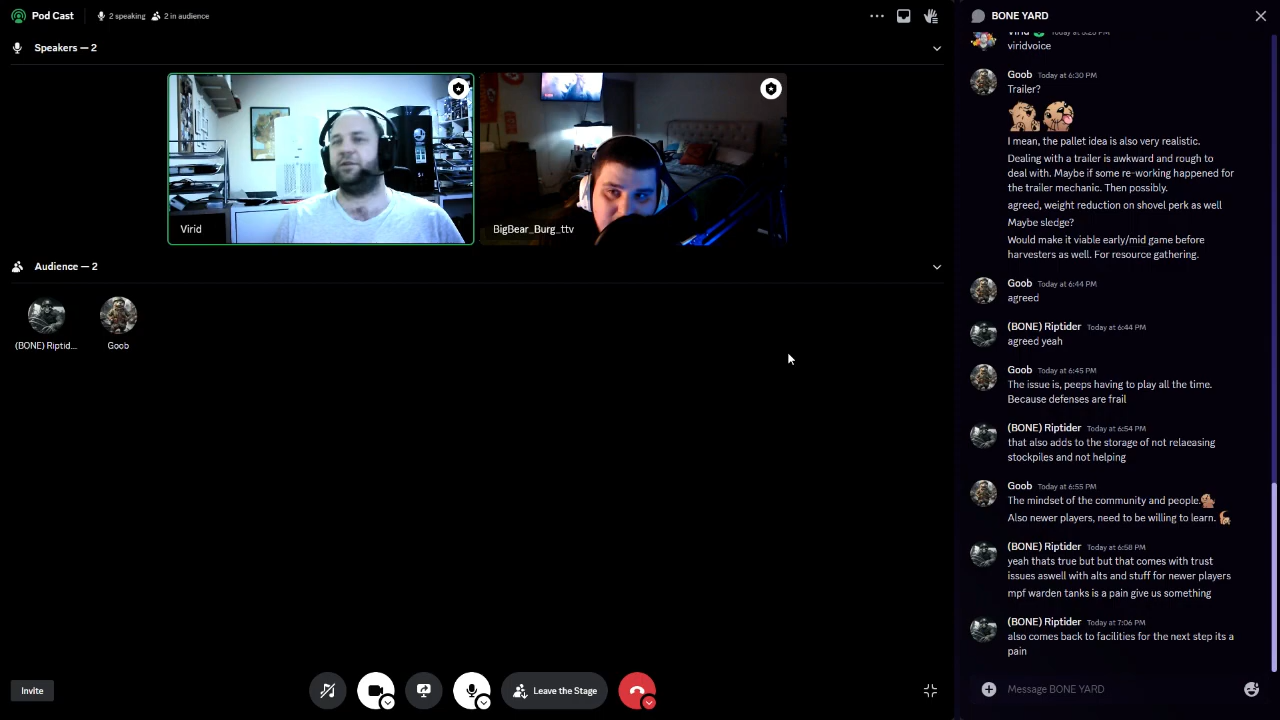 Pod Cast
2 speaking
2 in audience
Speakers — 2
Virid
BigBear_Burg_ttv
Audience — 2
(BONE) Riptid...
Goob
Invite
Leave the Stage
BONE YARD
viridvoice
Goob Today at 6:30 PM
Trailer?
I mean, the pallet idea is also very realistic.
Dealing with a trailer is awkward and rough to
deal with. Maybe if some re-working happened for
the trailer mechanic. Then possibly.
agreed, weight reduction on shovel perk as well
Maybe sledge?
Would make it viable early/mid game before
harvesters as well. For resource gathering.
Goob Today at 6:44 PM
agreed
(BONE) Riptider Today at 6:44 PM
agreed yeah
Goob Today at 6:45 PM
The issue is, peeps having to play all the time.
Because defenses are frail
(BONE) Riptider Today at 6:54 PM
that also adds to the storage of not relaeasing
stockpiles and not helping
Goob Today at 6:55 PM
The mindset of the community and people.
Also newer players, need to be willing to learn.
(BONE) Riptider Today at 6:58 PM
yeah thats true but but that comes with trust
issues aswell with alts and stuff for newer players
mpf warden tanks is a pain give us something
(BONE) Riptider Today at 7:06 PM
also comes back to facilities for the next step its a
pain
Message BONE YARD